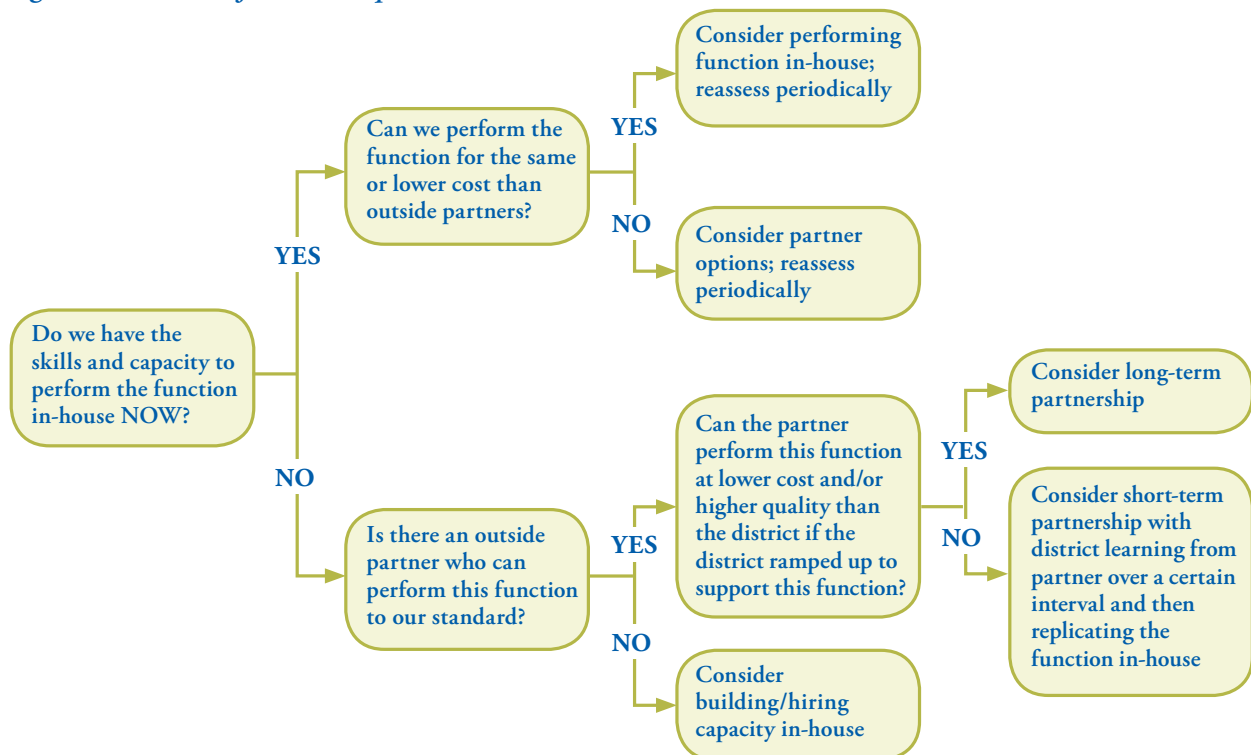 Consider performing
function in-house;
reassess periodically
YES
Can we perform the
function for the same
or lower cost than
outside partners?
NO
Consider partner
options; reassess
periodically
YES
Do we have the
skills and capacity to
perform the function
in-house NOW?
NO
Consider long-term
partnership
YES
Can the partner
perform this function
at lower cost and/or
higher quality than
the district if the
district ramped up to
support this function?
NO
Consider short-term
partnership with
district learning from
partner over a certain
interval and then
replicating the
function in-house
YES
Is there an outside
partner who can
perform this function
to our standard?
NO
Consider
building/hiring
capacity in-house